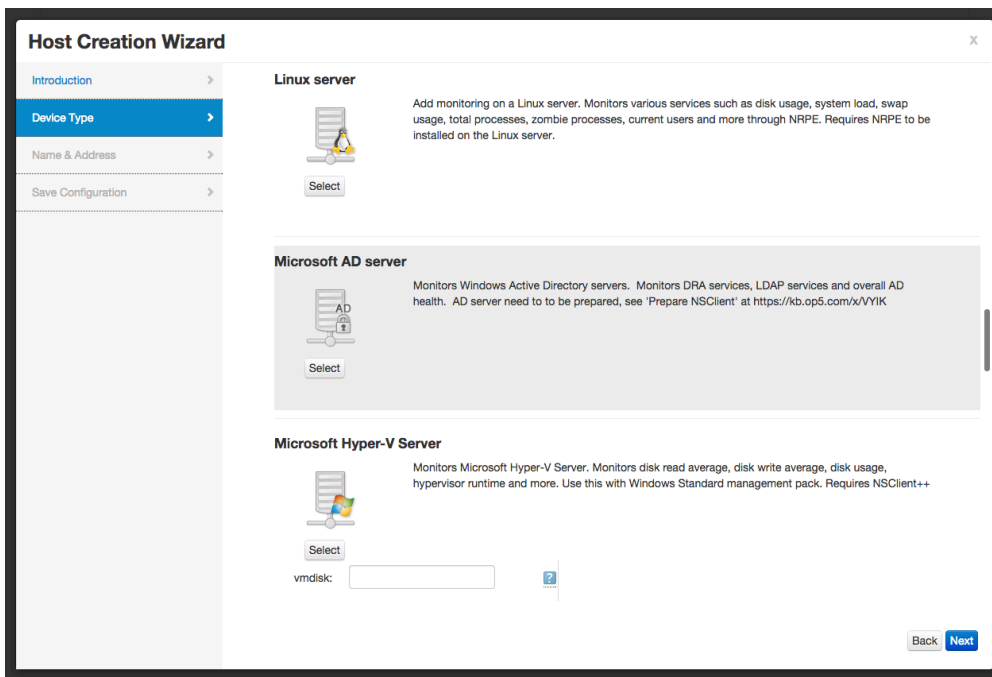 Host Creation Wizard
x
Introduction
Device Type
Name & Address
Save Configuration
Linux server
Add monitoring on a Linux server. Monitors various services such as disk usage, system load, swap
usage, total processes, zombie processes, current users and more through NRPE. Requires NRPE to be
installed on the Linux server.
Select
Microsoft AD server
Monitors Windows Active Directory servers.  Monitors DRA services, LDAP services and overall AD
health.  AD server need to to be prepared, see 'Prepare NSClient' at https://kb.op5.com/x/VYIK
AD
Select
Microsoft Hyper-V Server
Monitors Microsoft Hyper-V Server. Monitors disk read average, disk write average, disk usage,
hypervisor runtime and more. Use this with Windows Standard management pack. Requires NSClient++
Select
vmdisk:
?
Back Next